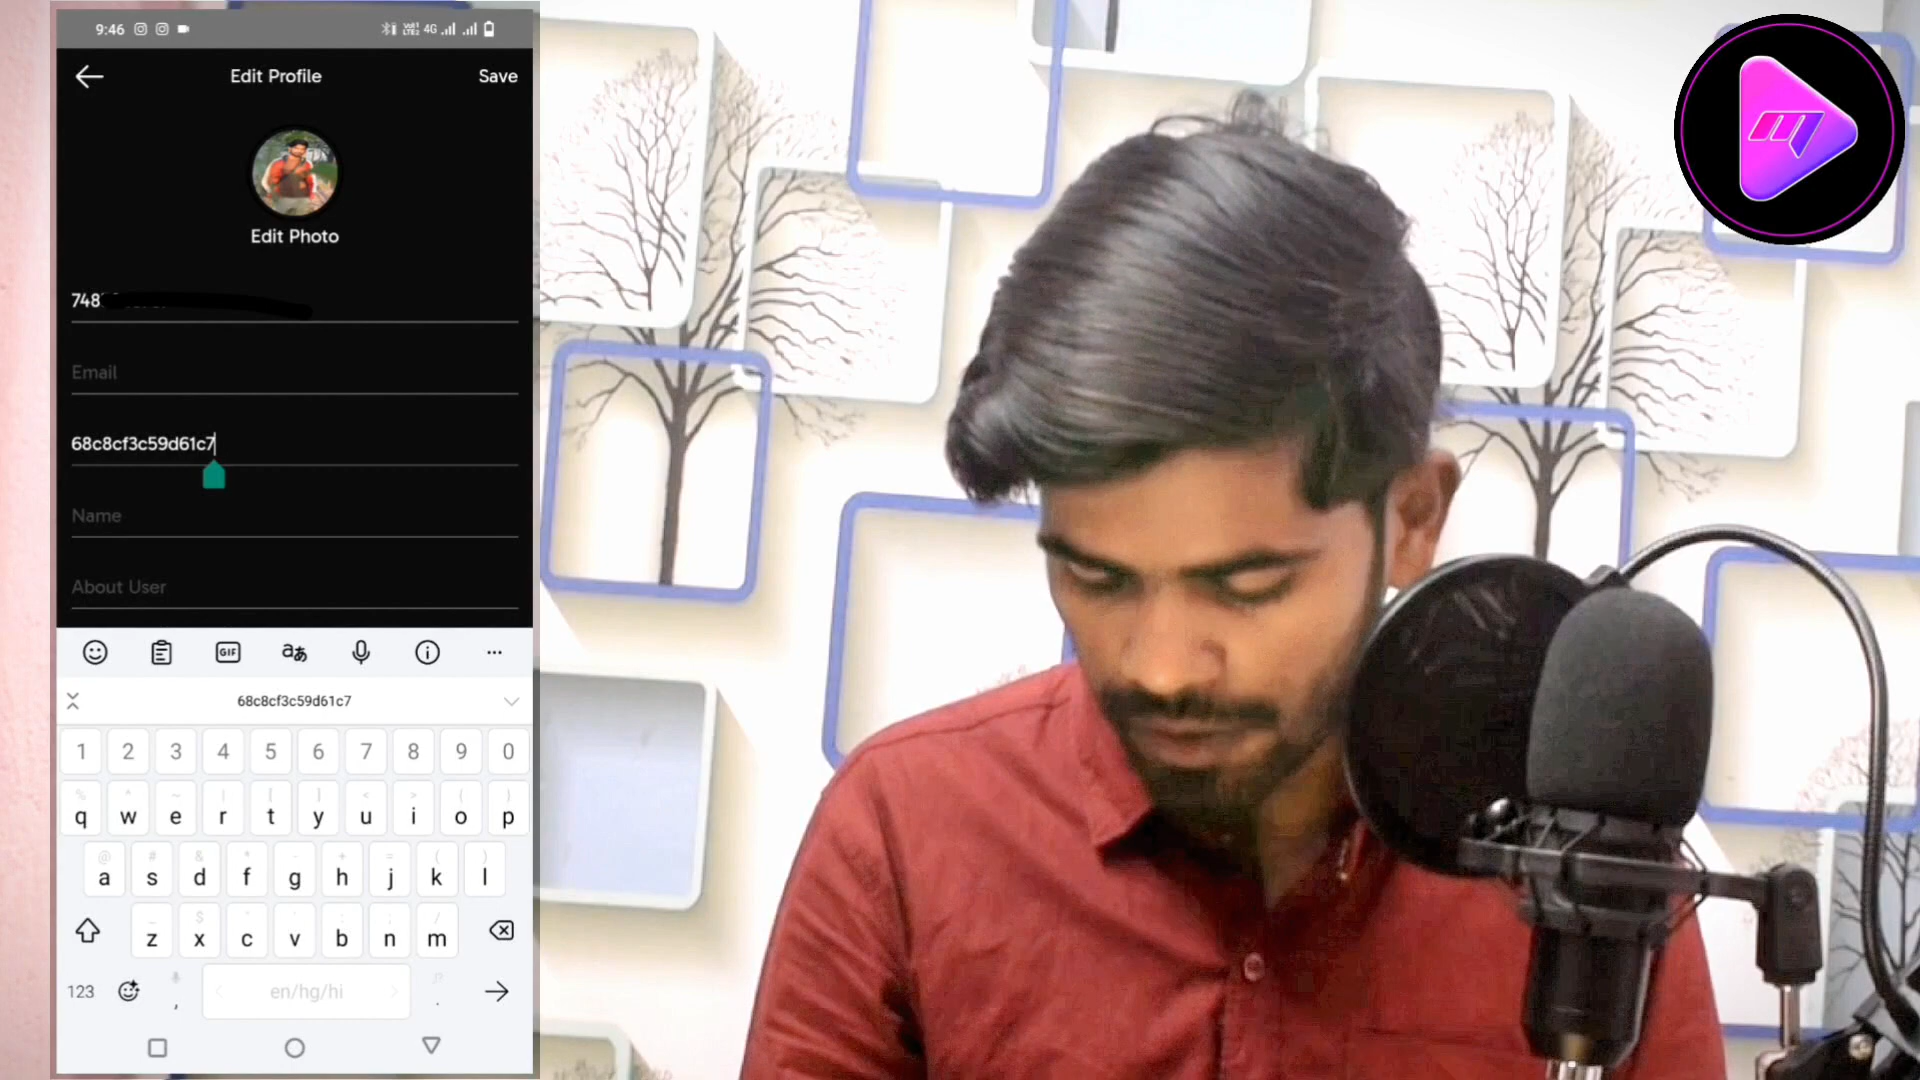 9:46 4G
Edit Profile Save
Edit Photo
748
Email
68c8cf3c59d61c7
Name
About User
GIF
68c8cf3c59d61c7
1 2 3 4 5 6 7 8 9 0
q w e r t y u i o p
a s d f g h j k l
z x c v b n m
123 , en/hg/hi .